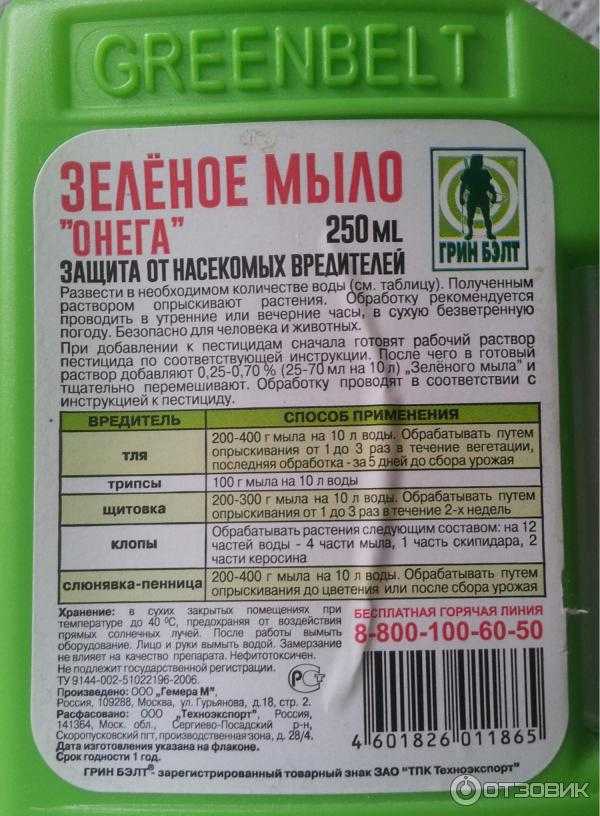 GREENBELT
ЗЕЛЁНОЕ МЫЛО
"ОНЕГА"
250 ML
ЗАЩИТА ОТ НАСЕКОМЫХ ВРЕДИТЕЛЕЙ
ГРИН БЭЛТ
Развести в необходимом количестве воды (см. таблицу). Полученным
раствором опрыскивают растения. Обработку рекомендуется
проводить в утренние или вечерние часы, в сухую безветренную
погоду. Безопасно для человека и животных.
При добавлении к пестицидам сначала готовят рабочий раствор
пестицида по соответствующей инструкции. После чего в готовый
раствор добавляют 0,25-0,70 % (25-70 мл на 10 л) „Зелёного мыла" и
тщательно перемешивают. Обработку проводят в соответствии с
инструкцией к пестициду.
ВРЕДИТЕЛЬ СПОСОБ ПРИМЕНЕНИЯ
тля
200-400 г мыла на 10 л воды. Обрабатывать путем
опрыскивания от 1 до 3 раз в течение вегетации,
последняя обработка - за 5 дней до сбора урожая
трипсы 100 г мыла на 10 л воды
щитовка
200-300 г мыла на 10 л воды. Обрабатывать путем
опрыскивания от 1 до 3 раз в течение 2-х недель
клопы
Обрабатывать растения следующим составом: на 12
частей воды - 4 части мыла, 1 часть скипидара, 2
части керосина
слюнявка-пенница
200-400 г мыла на 10 л воды. Обрабатывать путем
опрыскивания до цветения или после сбора урожая
Хранение: в сухих закрытых помещениях при
температуре до 40 ºС, предохраняя от воздействия
прямых солнечных лучей. После работы вымыть
оборудование. Лицо и руки вымыть водой. Замерзание
не влияет на качество препарата. Нефитотоксичен.
Не подлежит государственной регистрации.
ТУ 9144-002-51022196-2006.
Произведено: ООО „Гемера М", Россия,
109288, Москва, ул. Гурьянова, д.18, стр. 2.
Расфасовано: ООО „Техноэкспорт", Россия,
141364, Моск. обл., Сергиево-Посадский р-н,
Скоропусковский пгт, производственная зона, д. 28/4.
Дата изготовления указана на флаконе.
Срок годности 1 год.
БЕСПЛАТНАЯ ГОРЯЧАЯ ЛИНИЯ
8-800-100-60-50
РСТ
4 601826 011865
ГРИН БЭЛТ®- зарегистрированный товарный знак ЗАО "ТПК Техноэкспорт"
ОТЗОВИК